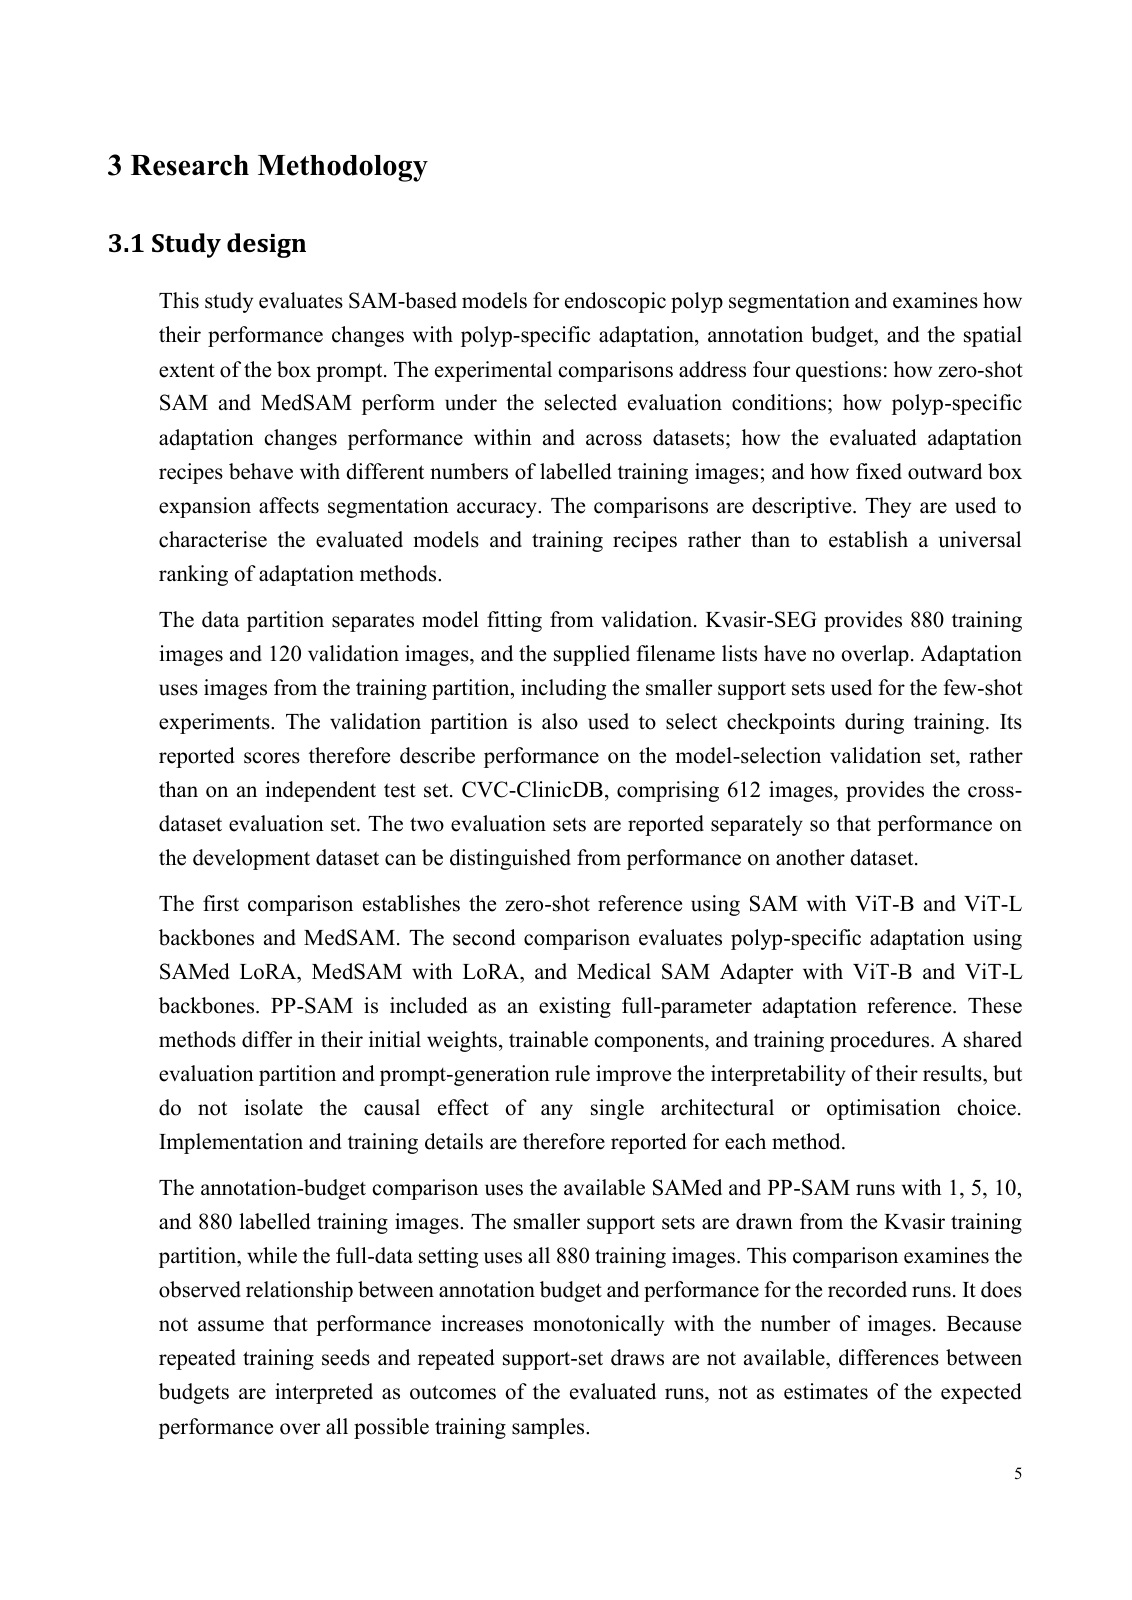 3 Research Methodology
3.1 Study design
This study evaluates SAM-based models for endoscopic polyp segmentation and examines how
their performance changes with polyp-specific adaptation, annotation budget, and the spatial
extent of the box prompt. The experimental comparisons address four questions: how zero-shot
SAM and MedSAM perform under the selected evaluation conditions; how polyp-specific
adaptation changes performance within and across datasets; how the evaluated adaptation
recipes behave with different numbers of labelled training images; and how fixed outward box
expansion affects segmentation accuracy. The comparisons are descriptive. They are used to
characterise the evaluated models and training recipes rather than to establish a universal
ranking of adaptation methods.
The data partition separates model fitting from validation. Kvasir-SEG provides 880 training
images and 120 validation images, and the supplied filename lists have no overlap. Adaptation
uses images from the training partition, including the smaller support sets used for the few-shot
experiments. The validation partition is also used to select checkpoints during training. Its
reported scores therefore describe performance on the model-selection validation set, rather
than on an independent test set. CVC-ClinicDB, comprising 612 images, provides the cross-
dataset evaluation set. The two evaluation sets are reported separately so that performance on
the development dataset can be distinguished from performance on another dataset.
The first comparison establishes the zero-shot reference using SAM with ViT-B and ViT-L
backbones and MedSAM. The second comparison evaluates polyp-specific adaptation using
SAMed LoRA, MedSAM with LoRA, and Medical SAM Adapter with ViT-B and ViT-L
backbones. PP-SAM is included as an existing full-parameter adaptation reference. These
methods differ in their initial weights, trainable components, and training procedures. A shared
evaluation partition and prompt-generation rule improve the interpretability of their results, but
do not isolate the causal effect of any single architectural or optimisation choice.
Implementation and training details are therefore reported for each method.
The annotation-budget comparison uses the available SAMed and PP-SAM runs with 1, 5, 10,
and 880 labelled training images. The smaller support sets are drawn from the Kvasir training
partition, while the full-data setting uses all 880 training images. This comparison examines the
observed relationship between annotation budget and performance for the recorded runs. It does
not assume that performance increases monotonically with the number of images. Because
repeated training seeds and repeated support-set draws are not available, differences between
budgets are interpreted as outcomes of the evaluated runs, not as estimates of the expected
performance over all possible training samples.
5